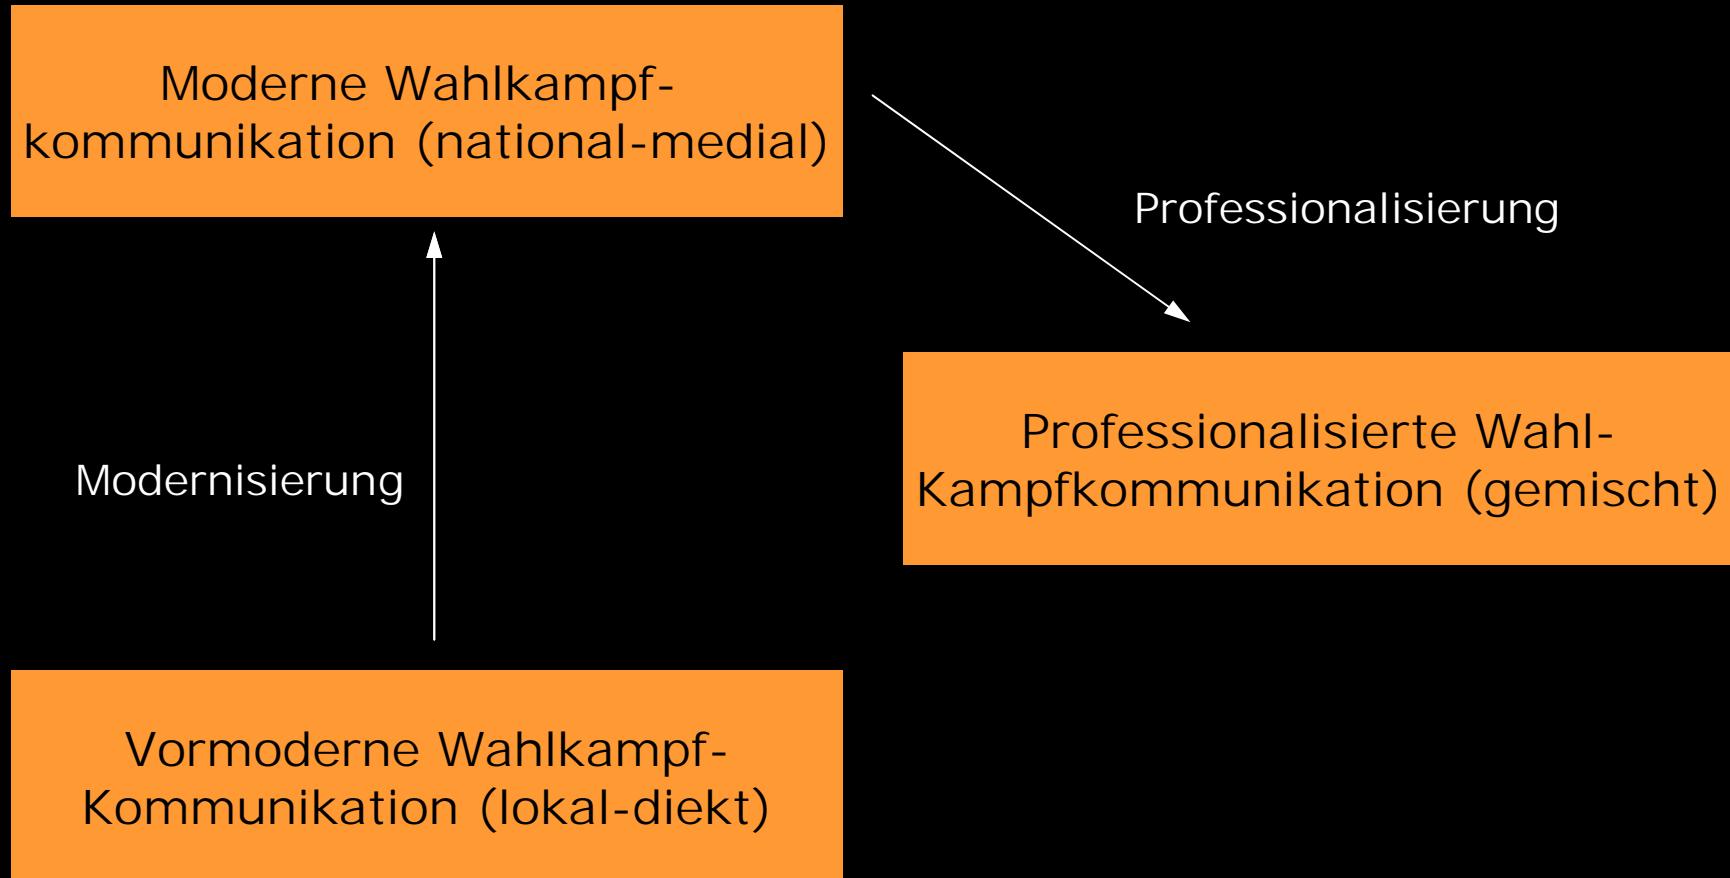 Moderne Wahlkampf-
kommunikation (national-medial)
Professionalisierung
Professionalisierte Wahl-
Kampfkommunikation (gemischt)
Modernisierung
Vormoderne Wahlkampf-
Kommunikation (lokal-diekt)